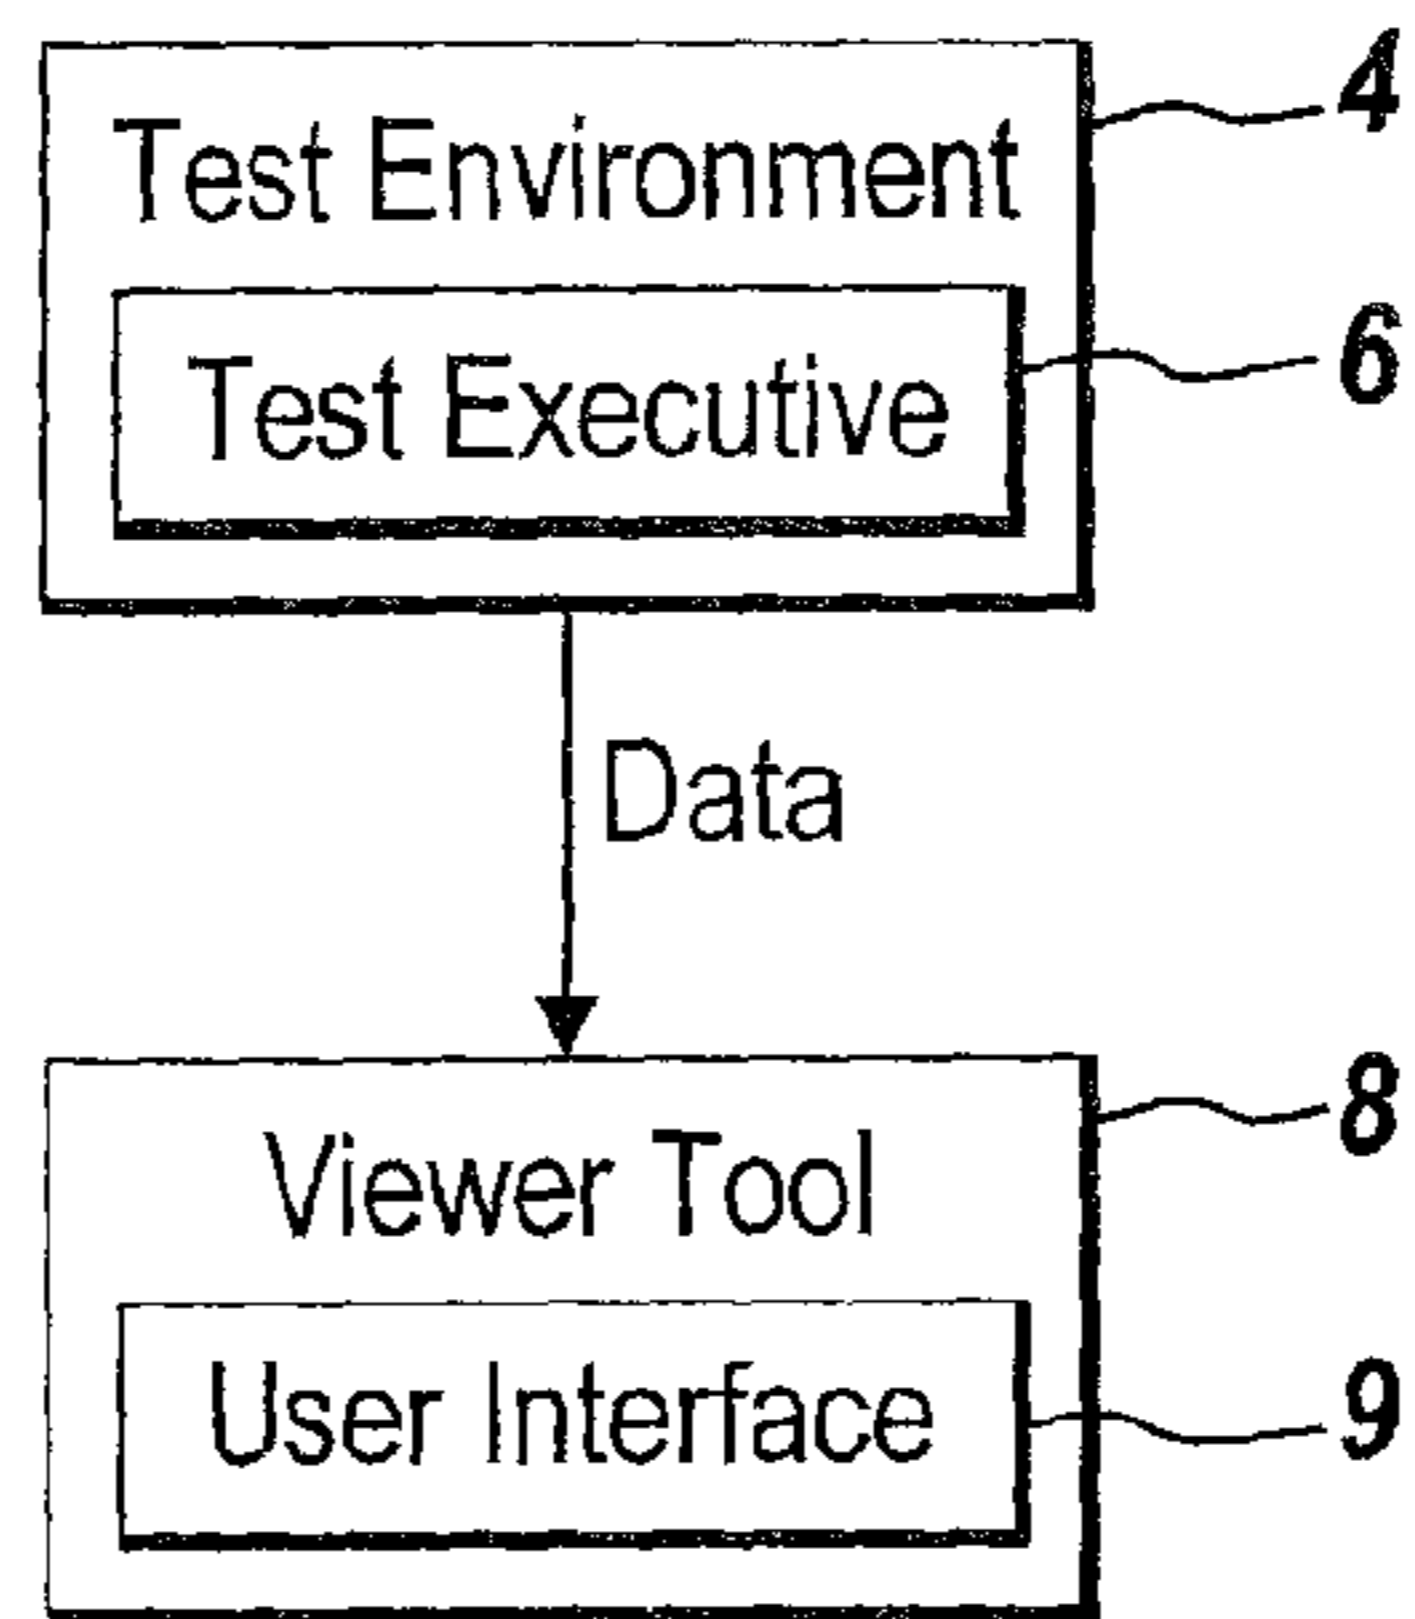 Test Environment
4
Test Executive
6
Data
Viewer Tool
8
User Interface
9